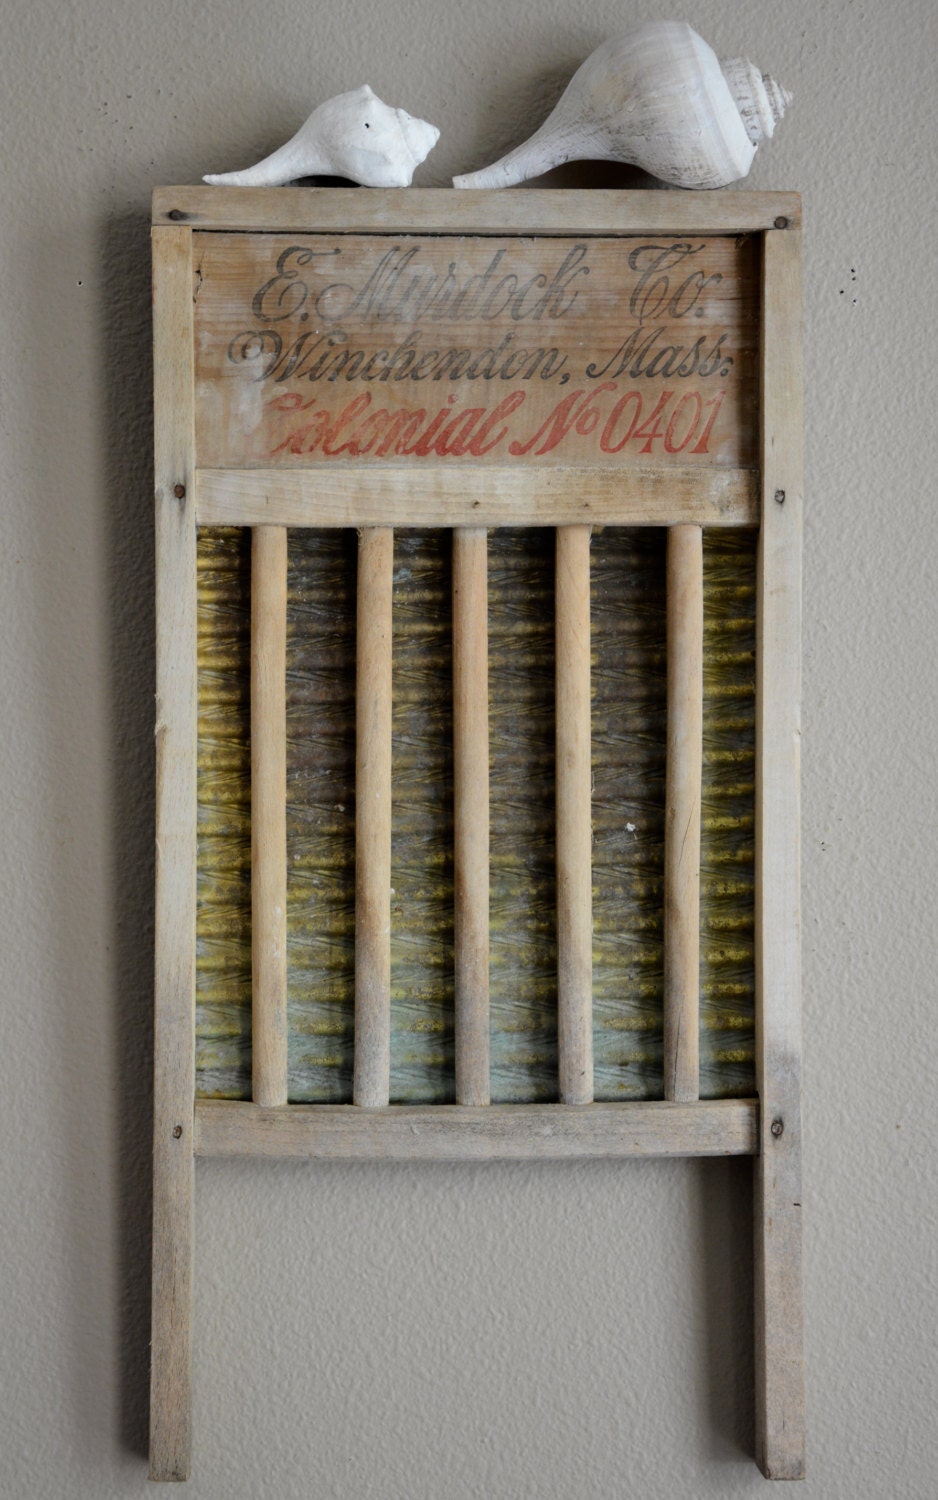 E. Murdock Co.
Winchendon, Mass.
Colonial No 0401